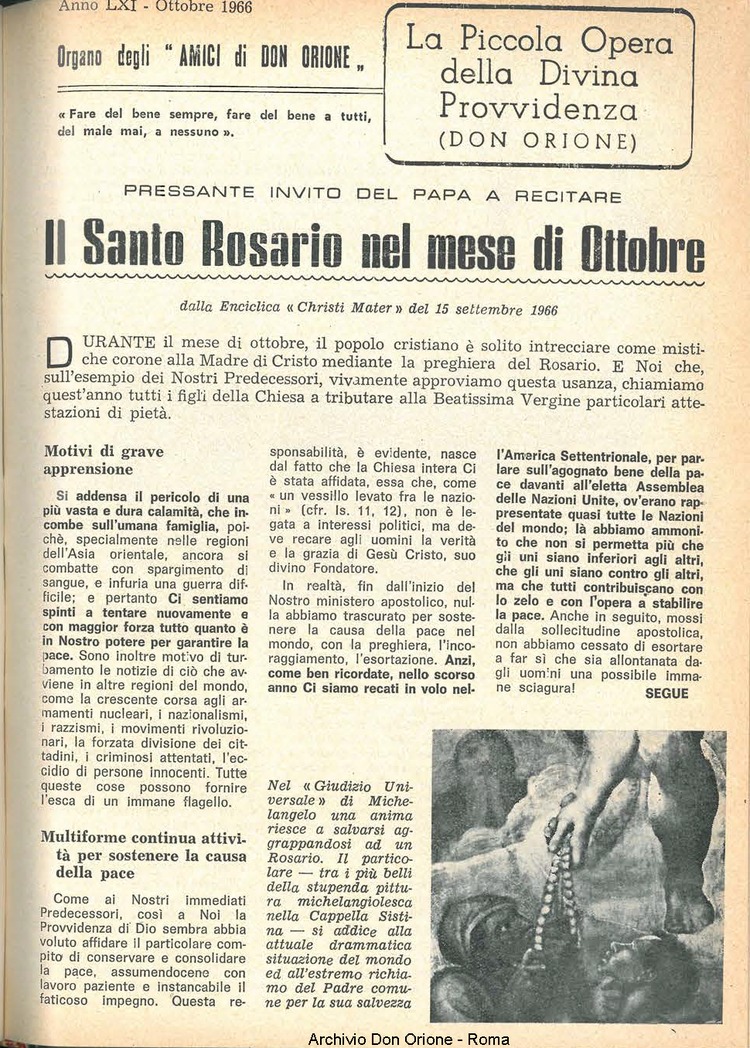 Anno LXI - Ottobre 1966
Organo degli " AMICI di DON ORIONE „
« Fare del bene sempre, fare del bene a tutti,
del male mai, a nessuno ».
La Piccola Opera
della Divina
Provvidenza
(DON ORIONE)
PRESSANTE INVITO DEL PAPA A RECITARE
Il Santo Rosario nel mese di Ottobre
dalla Enciclica « Christi Mater » del 15 settembre 1966
DURANTE il mese di ottobre, il popolo cristiano è solito intrecciare come misti-
che corone alla Madre di Cristo mediante la preghiera del Rosario. E Noi che,
sull'esempio dei Nostri Predecessori, vivamente approviamo questa usanza, chiamiamo
quest'anno tutti i figli della Chiesa a tributare alla Beatissima Vergine particolari atte-
stazioni di pietà.
Motivi di grave
apprensione
Si addensa il pericolo di una
più vasta e dura calamità, che in-
combe sull'umana famiglia, poi-
chè, specialmente nelle regioni
dell'Asia orientale, ancora si
combatte con spargimento di
sangue, e infuria una guerra dif-
ficile; e pertanto Ci sentiamo
spinti a tentare nuovamente e
con maggior forza tutto quanto è
in Nostro potere per garantire la
pace. Sono inoltre motivo di tur-
bamento le notizie di ciò che av-
viene in altre regioni del mondo,
come la crescente corsa agli ar-
mamenti nucleari, i nazionalismi,
i razzismi, i movimenti rivoluzio-
nari, la forzata divisione dei cit-
tadini, i criminosi attentati, l'ec-
cidio di persone innocenti. Tutte
queste cose possono fornire
l'esca di un immane flagello.
Multiforme continua attivi-
tà per sostenere la causa
della pace
Come ai Nostri immediati
Predecessori, così a Noi la
Provvidenza di Dio sembra abbia
voluto affidare il particolare com-
pito di conservare e consolidare
la pace, assumendocene con
lavoro paziente e instancabile il
faticoso impegno. Questa re-
sponsabilità, è evidente, nasce
dal fatto che la Chiesa intera Ci
è stata affidata, essa che, come
« un vessillo levato fra le nazio-
ni » (cfr. Is. 11, 12), non è le-
gata a interessi politici, ma de-
ve recare agli uomini la verità
e la grazia di Gesù Cristo, suo
divino Fondatore.
In realtà, fin dall'inizio del
Nostro ministero apostolico, nul-
la abbiamo trascurato per soste-
nere la causa della pace nel
mondo, con la preghiera, l'inco-
raggiamento, l'esortazione. Anzi,
come ben ricordate, nello scorso
anno Ci siamo recati in volo nel-
l'America Settentrionale, per par-
lare sull'agognato bene della pa-
ce davanti all'eletta Assemblea
delle Nazioni Unite, ov'erano rap-
presentate quasi tutte le Nazioni
del mondo; là abbiamo ammoni-
to che non si permetta più che
gli uni siano inferiori agli altri,
che gli uni siano contro gli altri,
ma che tutti contribuiscano con
lo zelo e con l'opera a stabilire
la pace. Anche in seguito, mossi
dalla sollecitudine apostolica,
non abbiamo cessato di esortare
a far sì che sia allontanata da-
gli uomini una possibile imma-
ne sciagura!
SEGUE
Nel « Giudizio Uni-
versale » di Miche-
langelo una anima
riesce a salvarsi ag-
grappandosi ad un
Rosario. Il partico-
lare — tra i più belli
della stupenda pittu-
ra michelangiolesca
nella Cappella Sisti-
na — si addice alla
attuale drammatica
situazione del mondo
ed all'estremo richia-
mo del Padre comu-
ne per la sua salvezza
Archivio Don Orione - Roma